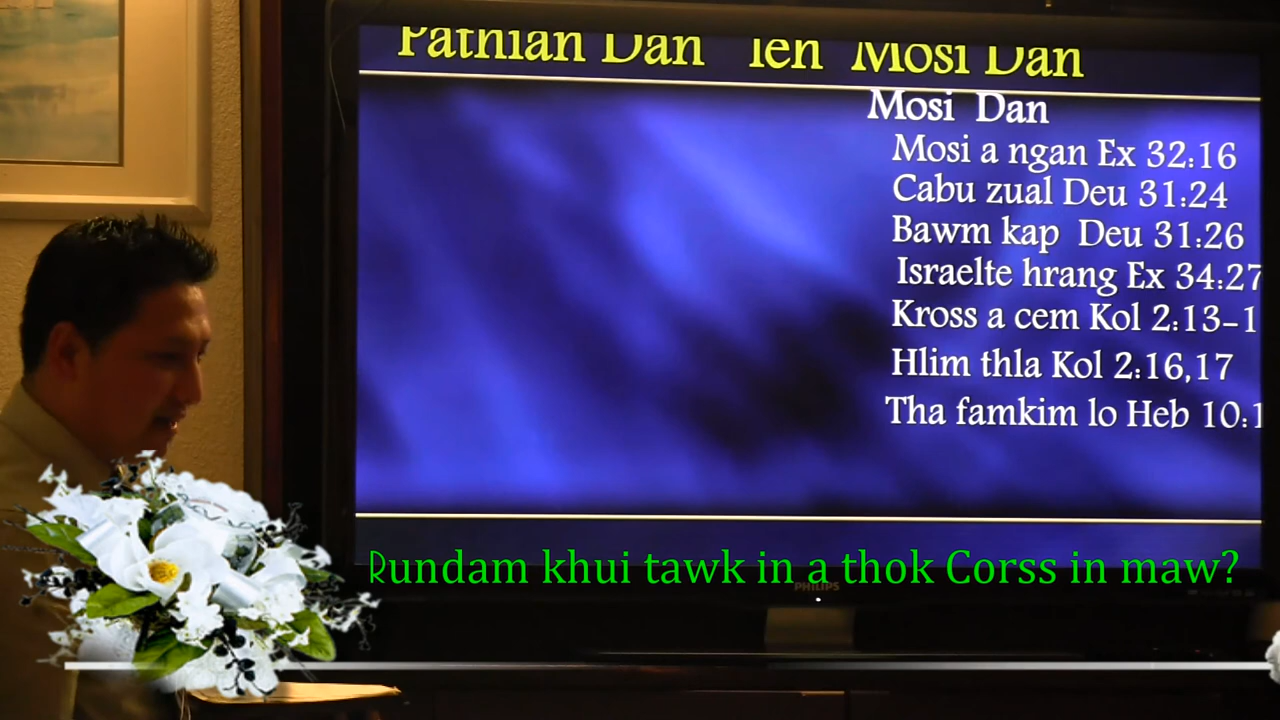 Pathian Dan leh Mosi Dan
Mosi Dan
Mosi a ngan Ex 32:16
Cabu zual Deu 31:24
Bawm kap Deu 31:26
Israelte hrang Ex 34:27
Kross a cem Kol 2:13-1
Hlim thla Kol 2:16,17
Tha famkim lo Heb 10:1
Rundam khui tawk in a thok Corss in maw?
PHILIPS